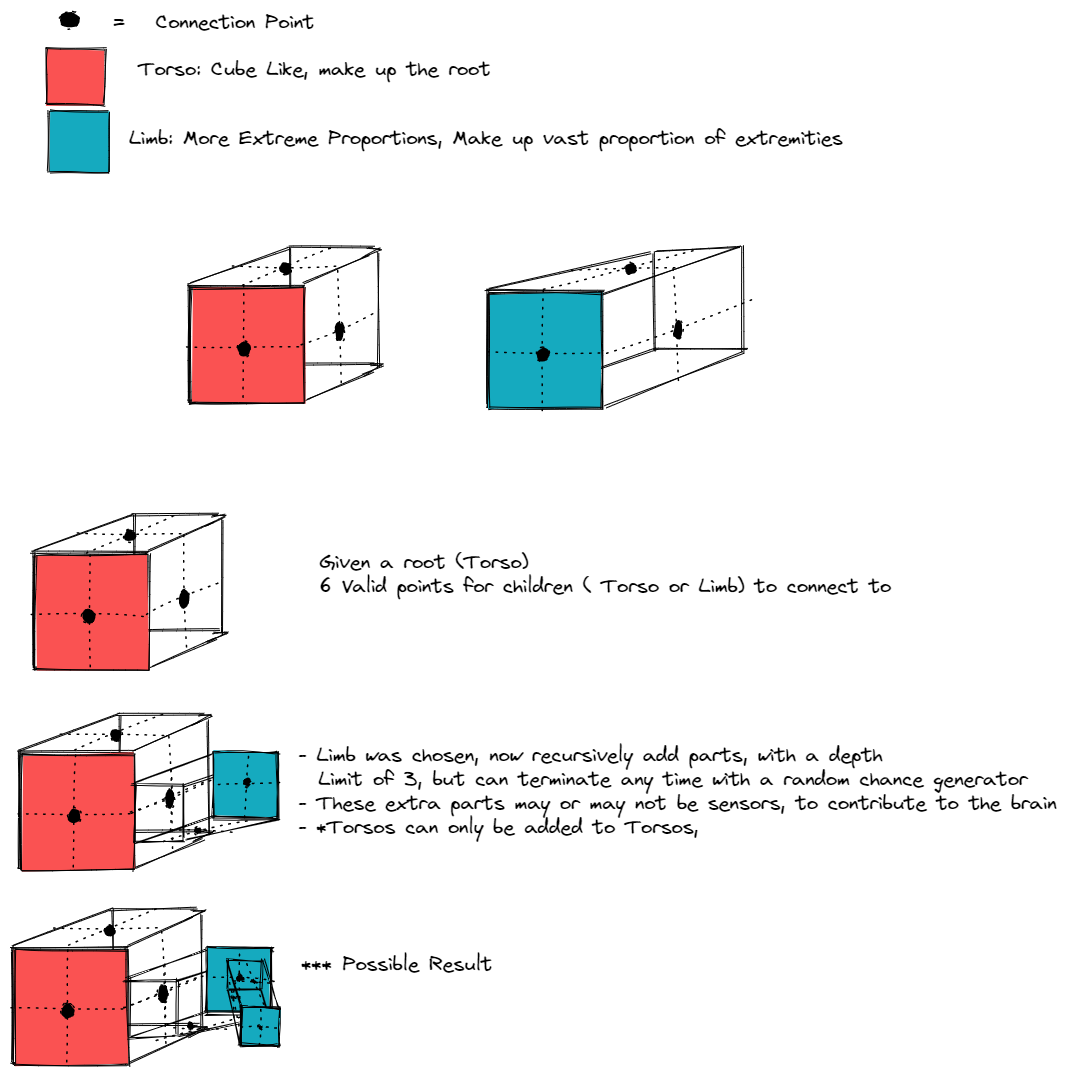 = Connection Point
Torso: Cube Like, make up the root
Limb: More Extreme Proportions, Make up vast proportion of extremities
Given a root (Torso)
6 Valid points for children ( Torso or Limb) to connect to
- Limb was chosen, now recursively add parts, with a depth
Limit of 3, but can terminate any time with a random chance generator
- These extra parts may or may not be sensors, to contribute to the brain
- *Torsos can only be added to Torsos,
*** Possible Result